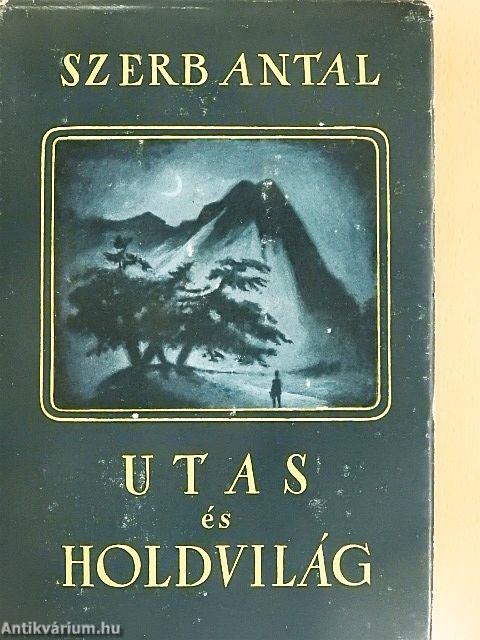 SZERB ANTAL
UTAS
és
HOLDVILÁG
Antikvárium.hu